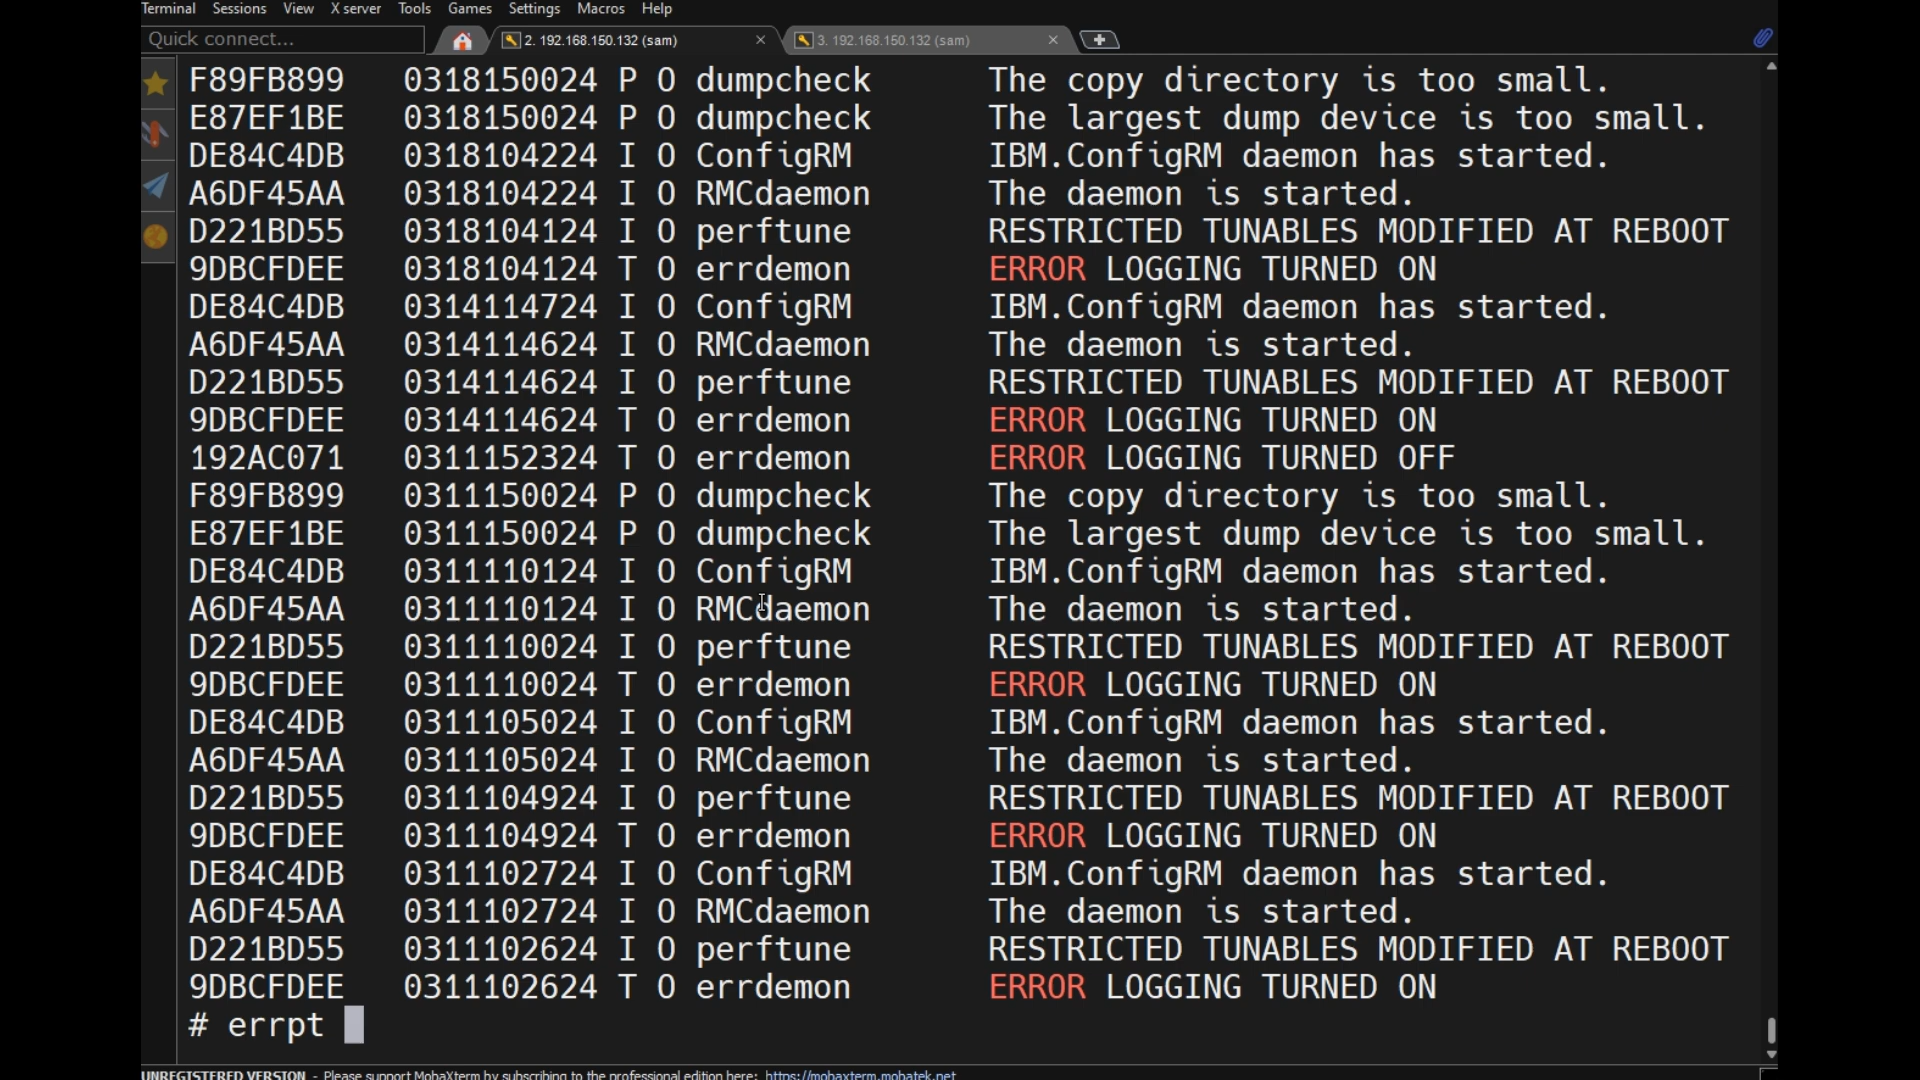 Terminal Sessions View X server Tools Games Settings Macros Help
Quick connect... 2. 192.168.150.132 (sam) 3. 192.168.150.132 (sam)
F89FB899 0318150024 P O dumpcheck The copy directory is too small.
E87EF1BE 0318150024 P O dumpcheck The largest dump device is too small.
DE84C4DB 0318104224 I O ConfigRM IBM.ConfigRM daemon has started.
A6DF45AA 0318104224 I O RMCdaemon The daemon is started.
D221BD55 0318104124 I O perftune RESTRICTED TUNABLES MODIFIED AT REBOOT
9DBCFDEE 0318104124 T O errdemon ERROR LOGGING TURNED ON
DE84C4DB 0314114724 I O ConfigRM IBM.ConfigRM daemon has started.
A6DF45AA 0314114624 I O RMCdaemon The daemon is started.
D221BD55 0314114624 I O perftune RESTRICTED TUNABLES MODIFIED AT REBOOT
9DBCFDEE 0314114624 T O errdemon ERROR LOGGING TURNED ON
192AC071 0311152324 T O errdemon ERROR LOGGING TURNED OFF
F89FB899 0311150024 P O dumpcheck The copy directory is too small.
E87EF1BE 0311150024 P O dumpcheck The largest dump device is too small.
DE84C4DB 0311110124 I O ConfigRM IBM.ConfigRM daemon has started.
A6DF45AA 0311110124 I O RMCdaemon The daemon is started.
D221BD55 0311110024 I O perftune RESTRICTED TUNABLES MODIFIED AT REBOOT
9DBCFDEE 0311110024 T O errdemon ERROR LOGGING TURNED ON
DE84C4DB 0311105024 I O ConfigRM IBM.ConfigRM daemon has started.
A6DF45AA 0311105024 I O RMCdaemon The daemon is started.
D221BD55 0311104924 I O perftune RESTRICTED TUNABLES MODIFIED AT REBOOT
9DBCFDEE 0311104924 T O errdemon ERROR LOGGING TURNED ON
DE84C4DB 0311102724 I O ConfigRM IBM.ConfigRM daemon has started.
A6DF45AA 0311102724 I O RMCdaemon The daemon is started.
D221BD55 0311102624 I O perftune RESTRICTED TUNABLES MODIFIED AT REBOOT
9DBCFDEE 0311102624 T O errdemon ERROR LOGGING TURNED ON
# errpt
UNREGISTERED VERSION - Please support MobaXterm by subscribing to the professional edition here: https://mobaxterm.mobatek.net